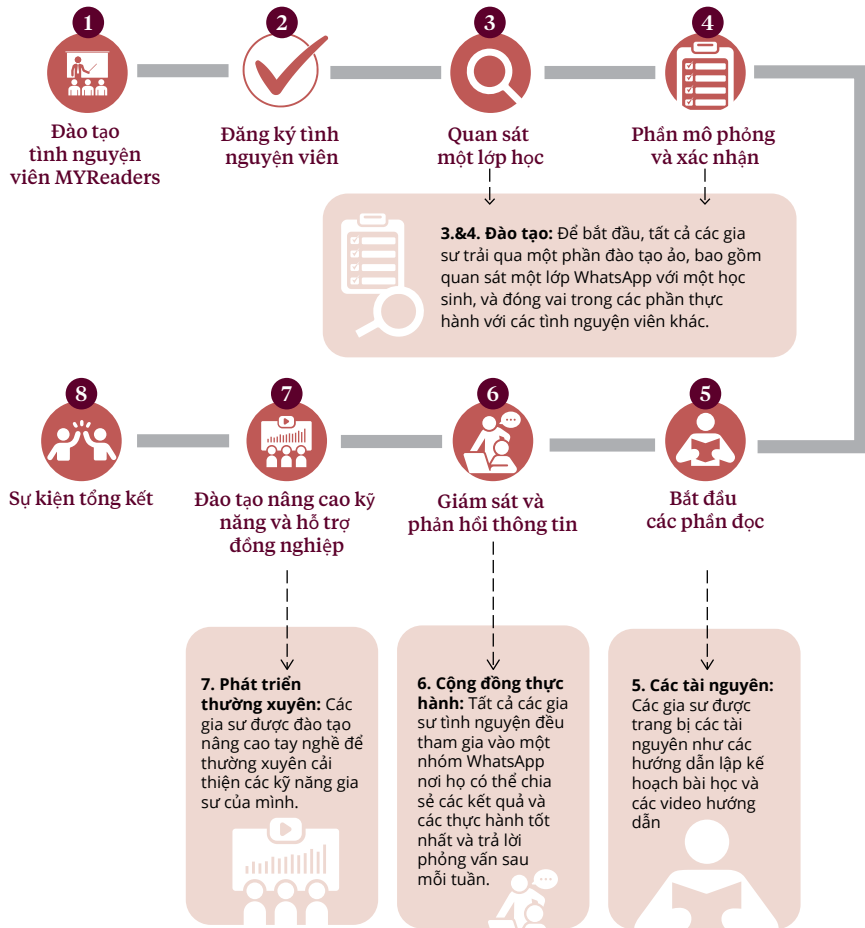 1
Đào tạo
tình nguyện
viên MYReaders
2
Đăng ký tình
nguyện viên
3
Quan sát
một lớp học
4
Phần mô phỏng
và xác nhận
3.&4. Đào tạo: Để bắt đầu, tất cả các gia
sư trải qua một phần đào tạo ảo, bao gồm
quan sát một lớp WhatsApp với một học
sinh, và đóng vai trong các phần thực
hành với các tình nguyện viên khác.
8
Sự kiện tổng kết
7
Đào tạo nâng cao kỹ
năng và hỗ trợ
đồng nghiệp
6
Giám sát và
phản hồi thông tin
5
Bắt đầu
các phần đọc
7. Phát triển
thường xuyên: Các
gia sư được đào tạo
nâng cao tay nghề để
thường xuyên cải
thiện các kỹ năng gia
sư của mình.
6. Cộng đồng thực
hành: Tất cả các gia
sư tình nguyện đều
tham gia vào một
nhóm WhatsApp
nơi họ có thể chia
sẻ các kết quả và
các thực hành tốt
nhất và trả lời
phỏng vấn sau
mỗi tuần.
5. Các tài nguyên:
Các gia sư được
trang bị các tài
nguyên như các
hướng dẫn lập kế
hoạch bài học và
các video hướng
dẫn